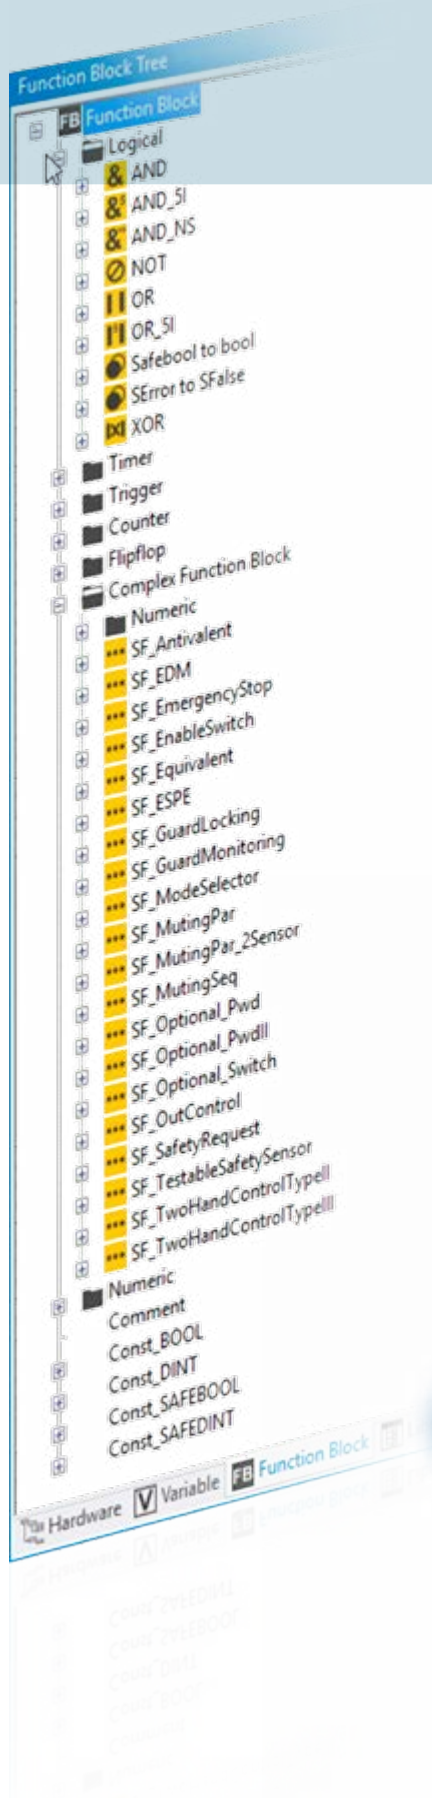 Function Block Tree
FB Function Block
Logical
& AND
&5 AND_5I
& AND_NS
NOT
OR
OR_5I
Safebool to bool
SError to SFalse
XOR
Timer
Trigger
Counter
Flipflop
Complex Function Block
Numeric
SF_Antivalent
SF_EDM
SF_EmergencyStop
SF_EnableSwitch
SF_Equivalent
SF_ESPE
SF_GuardLocking
SF_GuardMonitoring
SF_ModeSelector
SF_MutingPar
SF_MutingPar_2Sensor
SF_MutingSeq
SF_Optional_Pwd
SF_Optional_PwdII
SF_Optional_Switch
SF_OutControl
SF_SafetyRequest
SF_TestableSafetySensor
SF_TwoHandControlTypeII
SF_TwoHandControlTypeIII
Numeric
Comment
Const_BOOL
Const_DINT
Const_SAFEBOOL
Const_SAFEDINT
Hardware V Variable FB Function Block